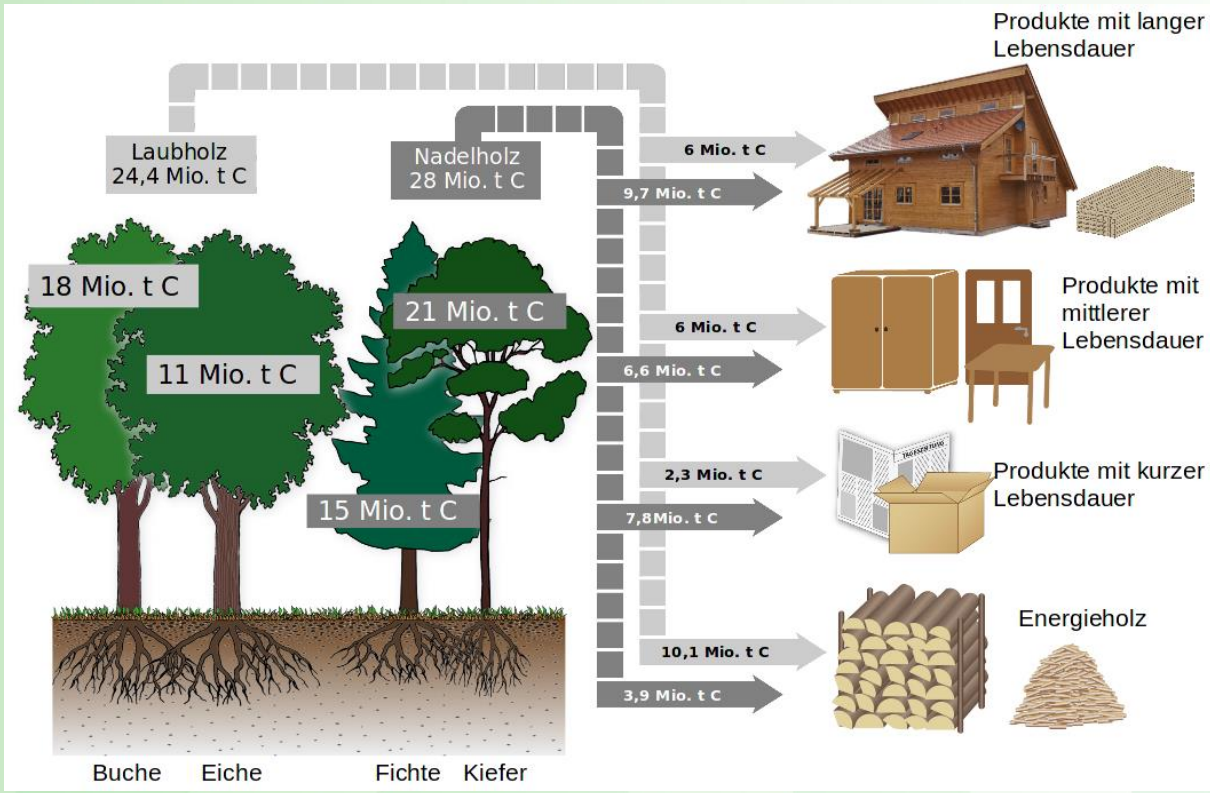 Produkte mit langer
Lebensdauer
Laubholz
24,4 Mio. t C
Nadelholz
28 Mio. t C
6 Mio. t C
9,7 Mio. t C
18 Mio. t C
11 Mio. t C
21 Mio. t C
15 Mio. t C
Produkte mit
mittlerer
Lebensdauer
6 Mio. t C
6,6 Mio. t C
TAGESZEITUNG
Produkte mit kurzer
Lebensdauer
2,3 Mio. t C
7,8Mio. t C
Energieholz
10,1 Mio. t C
3,9 Mio. t C
Buche
Eiche
Fichte
Kiefer